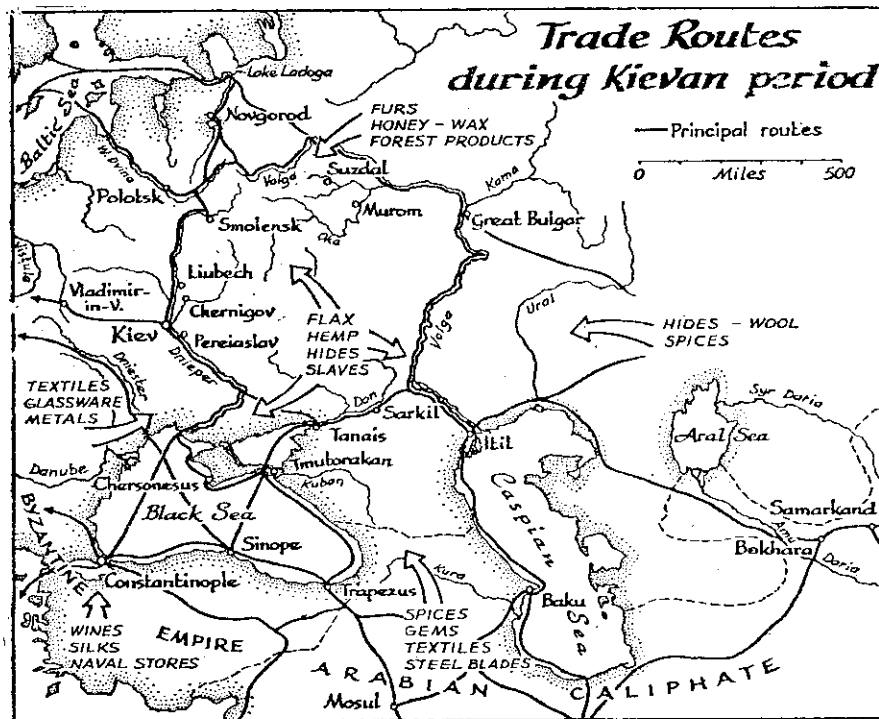 Trade Routes
during Kievan period
Principal routes
0 Miles 500
Lake Ladoga
Baltic Sea
Novgorod
FURS
HONEY – WAX
FOREST PRODUCTS
W. Dvina
Volga
Suzdal
Kama
Polotsk
Murom
Great Bulgar
Smolensk
Oka
Vistula
Liubech
Vladimir-
in-V.
Chernigov
Kiev
Pereiaslav
Volga
Ural
FLAX
HEMP
HIDES
SLAVES
HIDES – WOOL
SPICES
Dniester
Dnieper
Don
Sarkil
TEXTILES
GLASSWARE
METALS
Tanais
Itil
Syr Daria
Aral Sea
Danube
Tmutorakan
Chersonesus
Kuban
Black Sea
Caspian
Sea
Samarkand
Bokhara
Amu
Daria
Sinope
Constantinople
Trapezus
Kura
Baku
BYZANTINE
EMPIRE
WINES
SILKS
NAVAL STORES
SPICES
GEMS
TEXTILES
STEEL BLADES
ARABIAN
CALIPHATE
Mosul